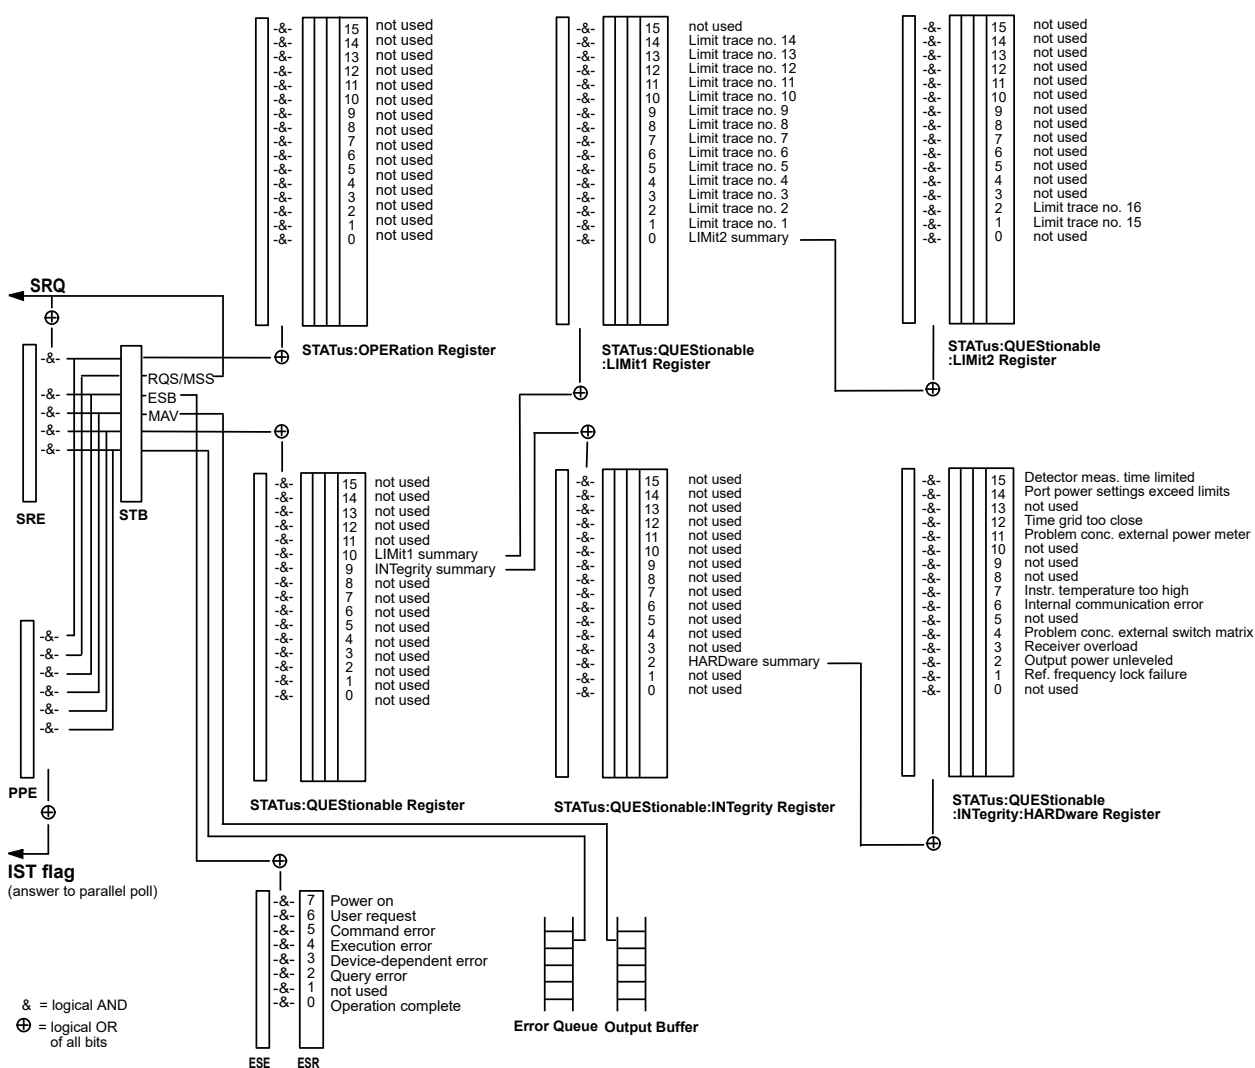 -&- 15 not used
-&- 14 not used
-&- 13 not used
-&- 12 not used
-&- 11 not used
-&- 10 not used
-&- 9 not used
-&- 8 not used
-&- 7 not used
-&- 6 not used
-&- 5 not used
-&- 4 not used
-&- 3 not used
-&- 2 not used
-&- 1 not used
-&- 0
STATus:OPERation Register
-&- 15 not used
-&- 14 Limit trace no. 14
-&- 13 Limit trace no. 13
-&- 12 Limit trace no. 12
-&- 11 Limit trace no. 11
-&- 10 Limit trace no. 10
-&- 9 Limit trace no. 9
-&- 8 Limit trace no. 8
-&- 7 Limit trace no. 7
-&- 6 Limit trace no. 6
-&- 5 Limit trace no. 5
-&- 4 Limit trace no. 4
-&- 3 Limit trace no. 3
-&- 2 Limit trace no. 2
-&- 1 Limit trace no. 1
-&- 0 LIMit2 summary
STATus:QUEStionable
:LIMit1 Register
-&- 15 not used
-&- 14 not used
-&- 13 not used
-&- 12 not used
-&- 11 not used
-&- 10 not used
-&- 9 not used
-&- 8 not used
-&- 7 not used
-&- 6 not used
-&- 5 not used
-&- 4 not used
-&- 3 not used
-&- 2 Limit trace no. 16
-&- 1 Limit trace no. 15
-&- 0 not used
STATus:QUEStionable
:LIMit2 Register
SRQ
-&-
RQS/MSS
-&- ESB
-&- MAV
-&-
-&-
SRE
STB
-&- 15 not used
-&- 14 not used
-&- 13 not used
-&- 12 not used
-&- 11 not used
-&- 10 LIMit1 summary
-&- 9 INTegrity summary
-&- 8 not used
-&- 7 not used
-&- 6 not used
-&- 5 not used
-&- 4 not used
-&- 3 not used
-&- 2 not used
-&- 1 not used
-&- 0 not used
STATus:QUEStionable Register
-&- 15 not used
-&- 14 not used
-&- 13 not used
-&- 12 not used
-&- 11 not used
-&- 10 not used
-&- 9 not used
-&- 8 not used
-&- 7 not used
-&- 6 not used
-&- 5 not used
-&- 4 not used
-&- 3 not used
-&- 2 HARDware summary
-&- 1 not used
-&- 0 not used
STATus:QUEStionable:INTegrity Register
-&- 15 Detector meas. time limited
-&- 14 Port power settings exceed limits
-&- 13 not used
-&- 12 Time grid too close
-&- 11 Problem conc. external power meter
-&- 10 not used
-&- 9 not used
-&- 8 not used
-&- 7 Instr. temperature too high
-&- 6 Internal communication error
-&- 5 not used
-&- 4 Problem conc. external switch matrix
-&- 3 Receiver overload
-&- 2 Output power unleveled
-&- 1 Ref. frequency lock failure
-&- 0 not used
STATus:QUEStionable
:INTegrity:HARDware Register
-&-
-&-
-&-
-&-
-&-
-&-
PPE
IST flag
(answer to parallel poll)
-&- 7 Power on
-&- 6 User request
-&- 5 Command error
-&- 4 Execution error
-&- 3 Device-dependent error
-&- 2 Query error
-&- 1 not used
-&- 0 Operation complete
ESE ESR
Error Queue Output Buffer
& = logical AND
⊕ = logical OR
of all bits